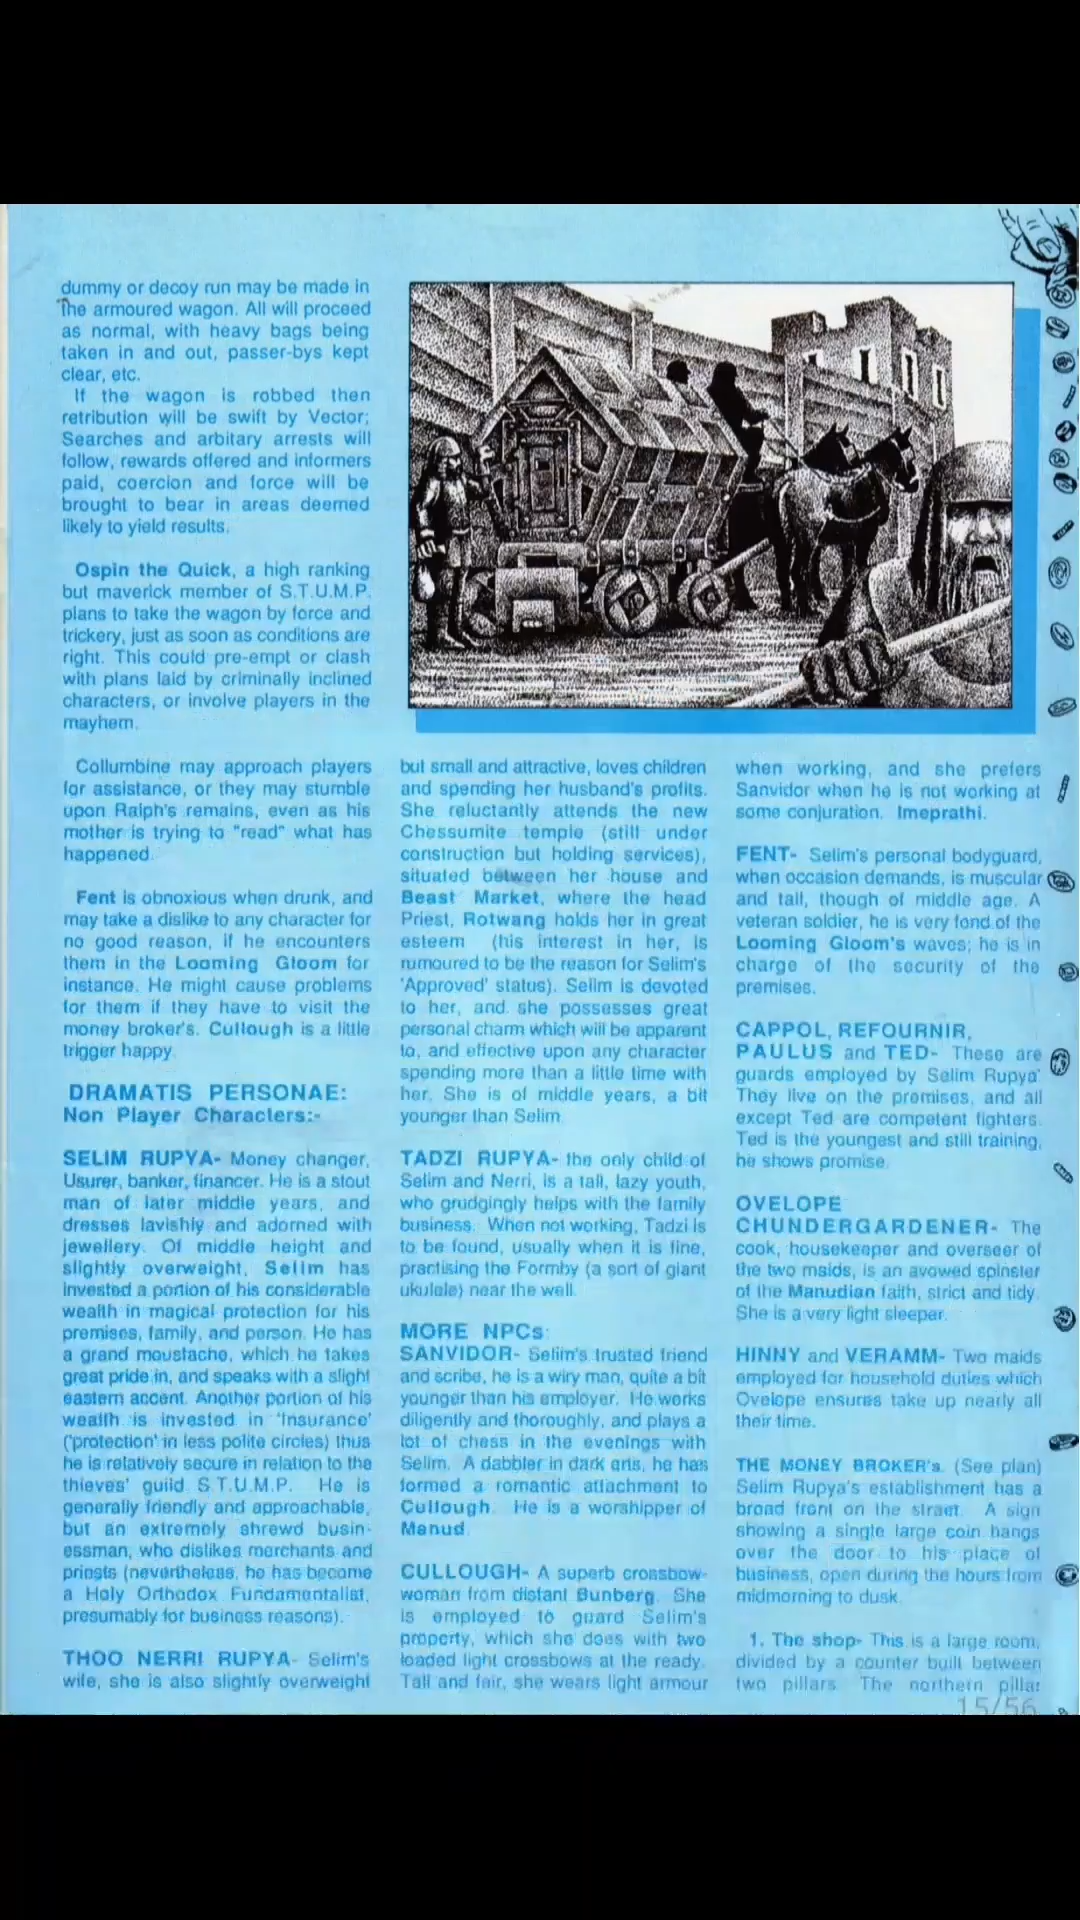 dummy or decoy run may be made in
the armoured wagon. All will proceed
as normal, with heavy bags being
taken in and out, passer-bys kept
clear, etc.
If the wagon is robbed then
retribution will be swift by Vector;
Searches and arbitary arrests will
follow, rewards offered and informers
paid, coercion and force will be
brought to bear in areas deemed
likely to yield results.
Ospin the Quick, a high ranking
but maverick member of S.T.U.M.P.
plans to take the wagon by force and
trickery, just as soon as conditions are
right. This could pre-empt or clash
with plans laid by criminally inclined
characters, or involve players in the
mayhem.
Collumbine may approach players
for assistance, or they may stumble
upon Ralph's remains, even as his
mother is trying to "read" what has
happened.
Fent is obnoxious when drunk, and
may take a dislike to any character for
no good reason, if he encounters
them in the Looming Gloom for
instance. He might cause problems
for them if they have to visit the
money broker's. Cullough is a little
trigger happy.
DRAMATIS PERSONAE:
Non Player Characters:-
SELIM RUPYA- Money changer,
Usurer, banker, financer. He is a stout
man of later middle years, and
dresses lavishly and adorned with
jewellery. Of middle height and
slightly overweight, Selim has
invested a portion of his considerable
wealth in magical protection for his
premises, family, and person. He has
a grand moustache, which he takes
great pride in, and speaks with a slight
eastern accent. Another portion of his
wealth is invested in 'Insurance'
('protection' in less polite circles) thus
he is relatively secure in relation to the
thieves' guild S.T.U.M.P. He is
generally friendly and approachable,
but an extremely shrewd busin-
essman, who dislikes merchants and
priests (nevertheless, he has become
a Holy Orthodox Fundamentalist,
presumably for business reasons).
THOO NERRI RUPYA- Selim's
wife, she is also slightly overweight
but small and attractive, loves children
and spending her husband's profits.
She reluctantly attends the new
Chessumite temple (still under
construction but holding services),
situated between her house and
Beast Market, where the head
Priest, Rotwang holds her in great
esteem (his interest in her, is
rumoured to be the reason for Selim's
'Approved' status). Selim is devoted
to her, and she possesses great
personal charm which will be apparent
to, and effective upon any character
spending more than a little time with
her. She is of middle years, a bit
younger than Selim.
TADZI RUPYA- the only child of
Selim and Nerri, is a tall, lazy youth,
who grudgingly helps with the family
business. When not working, Tadzi is
to be found, usually when it is fine,
practising the Formby (a sort of giant
ukulele) near the well.
MORE NPCs:
SANVIDOR- Selim's trusted friend
and scribe, he is a wiry man, quite a bit
younger than his employer. He works
diligently and thoroughly, and plays a
lot of chess in the evenings with
Selim. A dabbler in dark arts, he has
formed a romantic attachment to
Cullough. He is a worshipper of
Manud.
CULLOUGH- A superb crossbow-
woman from distant Bunberg. She
is employed to guard Selim's
property, which she does with two
loaded light crossbows at the ready.
Tall and fair, she wears light armour
when working, and she prefers
Sanvidor when he is not working at
some conjuration. Imeprathi.
FENT- Selim's personal bodyguard,
when occasion demands, is muscular
and tall, though of middle age. A
veteran soldier, he is very fond of the
Looming Gloom's waves; he is in
charge of the security of the
premises.
CAPPOL, REFOURNIR,
PAULUS and TED- These are
guards employed by Selim Rupya
They live on the premises, and all
except Ted are competent fighters.
Ted is the youngest and still training,
he shows promise.
OVELOPE
CHUNDERGARDENER- The
cook, housekeeper and overseer of
the two maids, is an avowed spinster
of the Manudian faith, strict and tidy.
She is a very light sleeper.
HINNY and VERAMM- Two maids
employed for household duties which
Ovelope ensures take up nearly all
their time.
THE MONEY BROKER's. (See plan)
Selim Rupya's establishment has a
broad front on the street. A sign
showing a single large coin hangs
over the door to his place of
business, open during the hours from
midmorning to dusk.
1. The shop- This is a large room,
divided by a counter built between
two pillars. The northern pillar
15/56